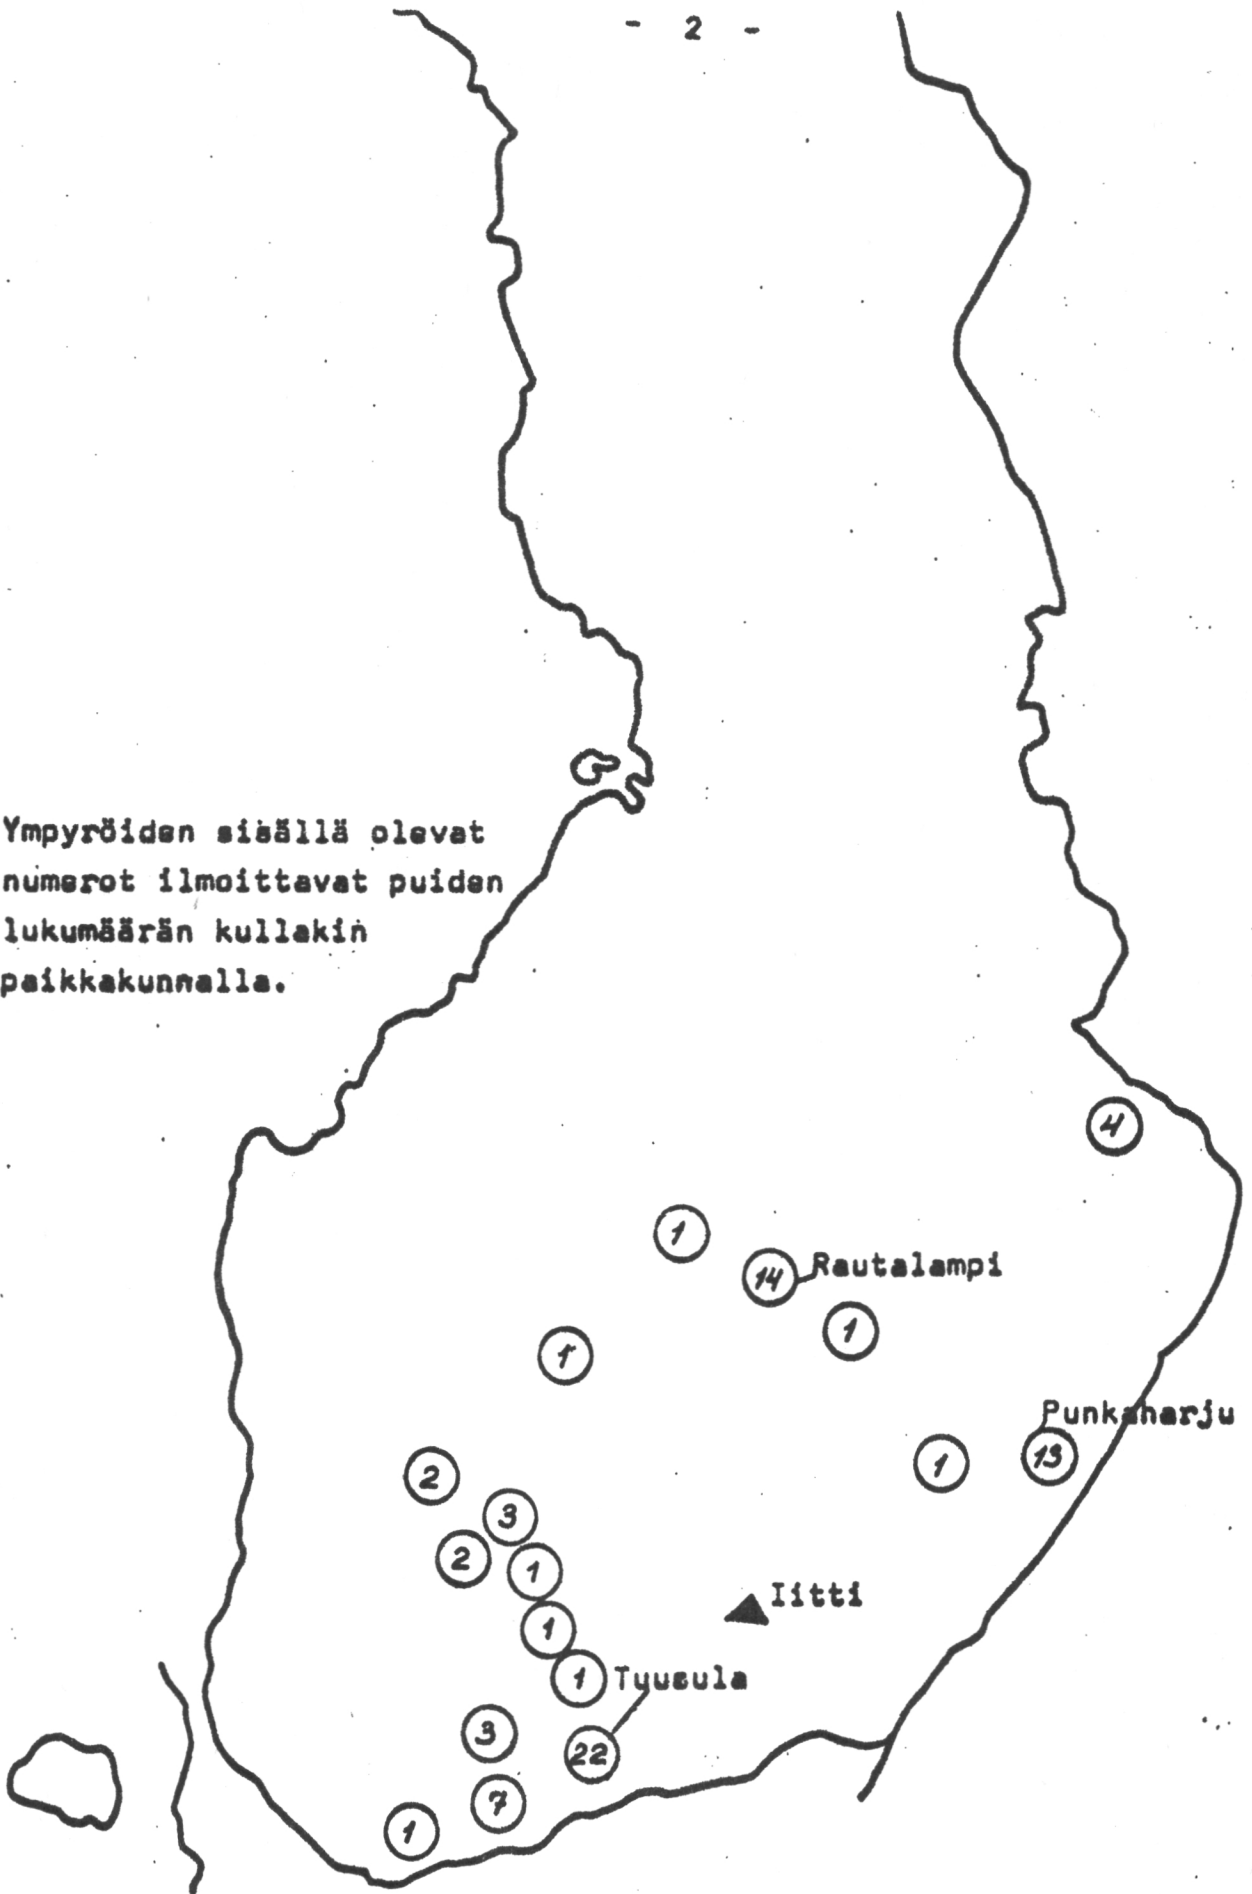 - 2 -
Ympyröiden sisällä olevat
numerot ilmoittavat puiden
lukumäärän kullakin
paikkakunnalla.
4
1
14
Rautalampi
1
1
Punkaharju
1
13
2
3
2
1
Iitti
1
1
Tuusula
3
22
7
1